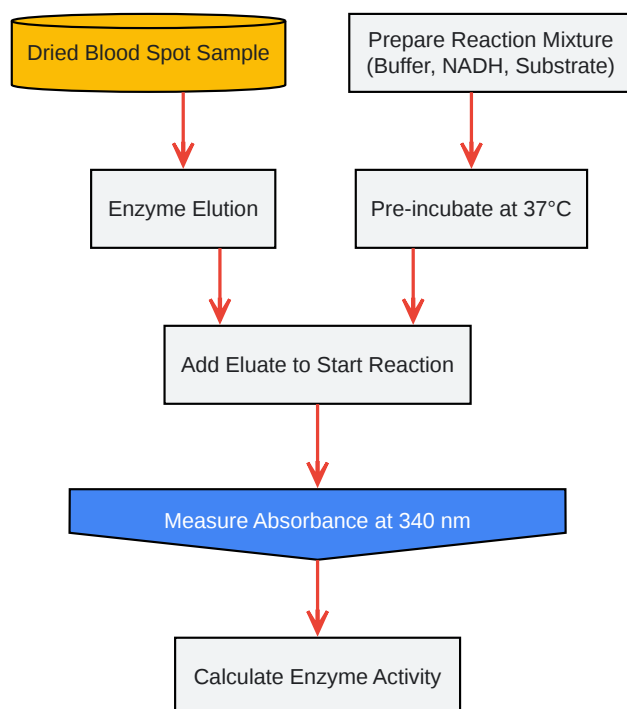 Dried Blood Spot Sample
Prepare Reaction Mixture
(Buffer, NADH, Substrate)
Enzyme Elution
Pre-incubate at 37°C
Add Eluate to Start Reaction
Measure Absorbance at 340 nm
Calculate Enzyme Activity